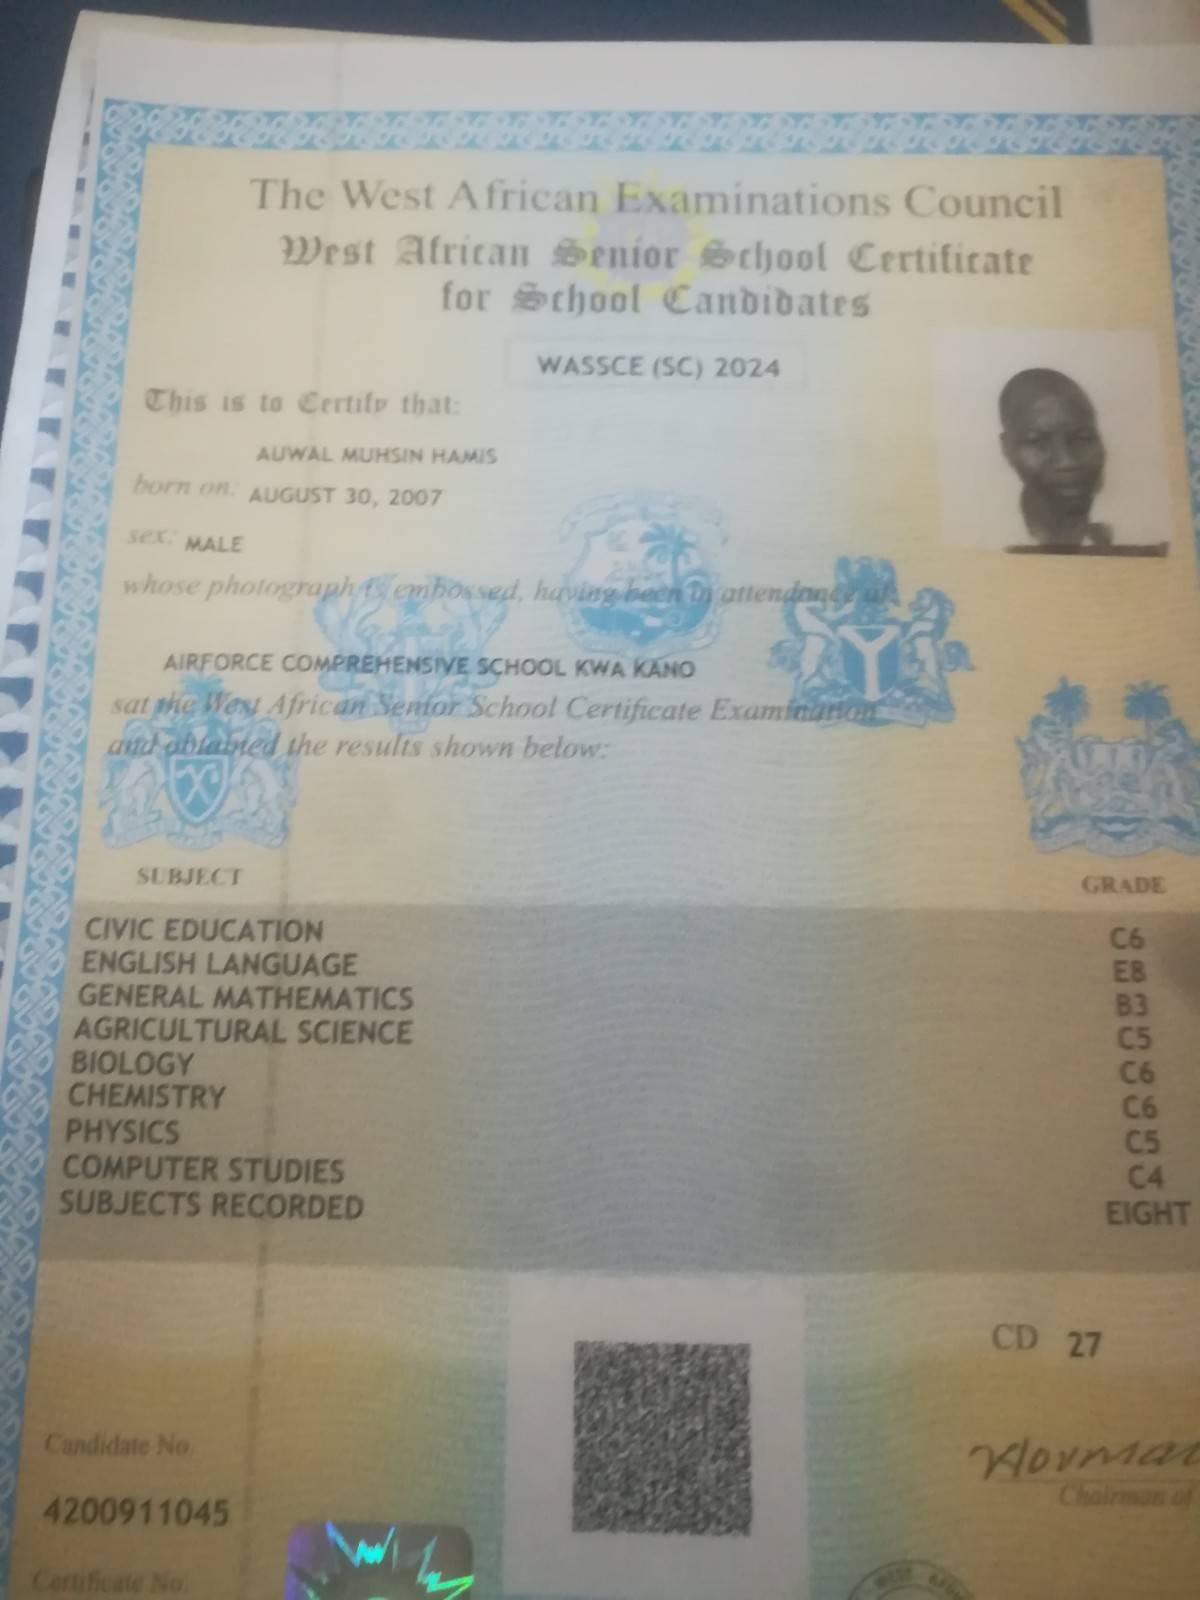 The West African Examinations Council
West African Senior School Certificate
for School Candidates
WASSCE (SC) 2024
This is to Certify that:
AUWAL MUHSIN HAMIS
born on: AUGUST 30, 2007
sex: MALE
whose photograph is embossed, having been in attendance at:
AIRFORCE COMPREHENSIVE SCHOOL KWA KANO
sat the West African Senior School Certificate Examination
and obtained the results shown below:
SUBJECT GRADE
CIVIC EDUCATION C6
ENGLISH LANGUAGE E8
GENERAL MATHEMATICS B3
AGRICULTURAL SCIENCE C5
BIOLOGY C6
CHEMISTRY C6
PHYSICS C5
COMPUTER STUDIES C4
SUBJECTS RECORDED EIGHT
CD 27
Candidate No.
4200911045
Chairman of
Certificate No.
WEST